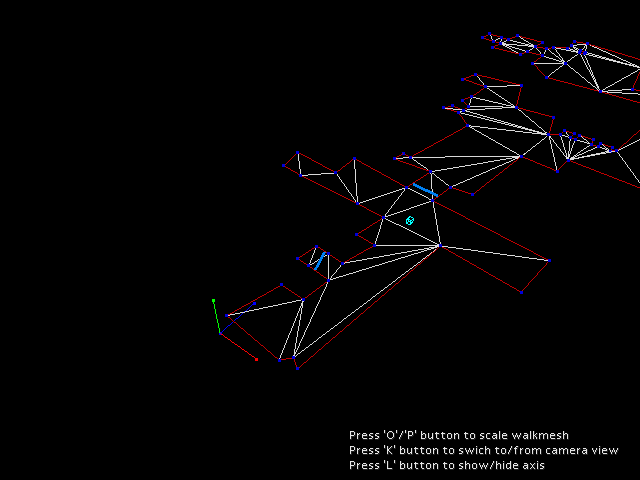 Press 'O'/'P' button to scale walkmesh
Press 'K' button to swich to/from camera view
Press 'L' button to show/hide axis